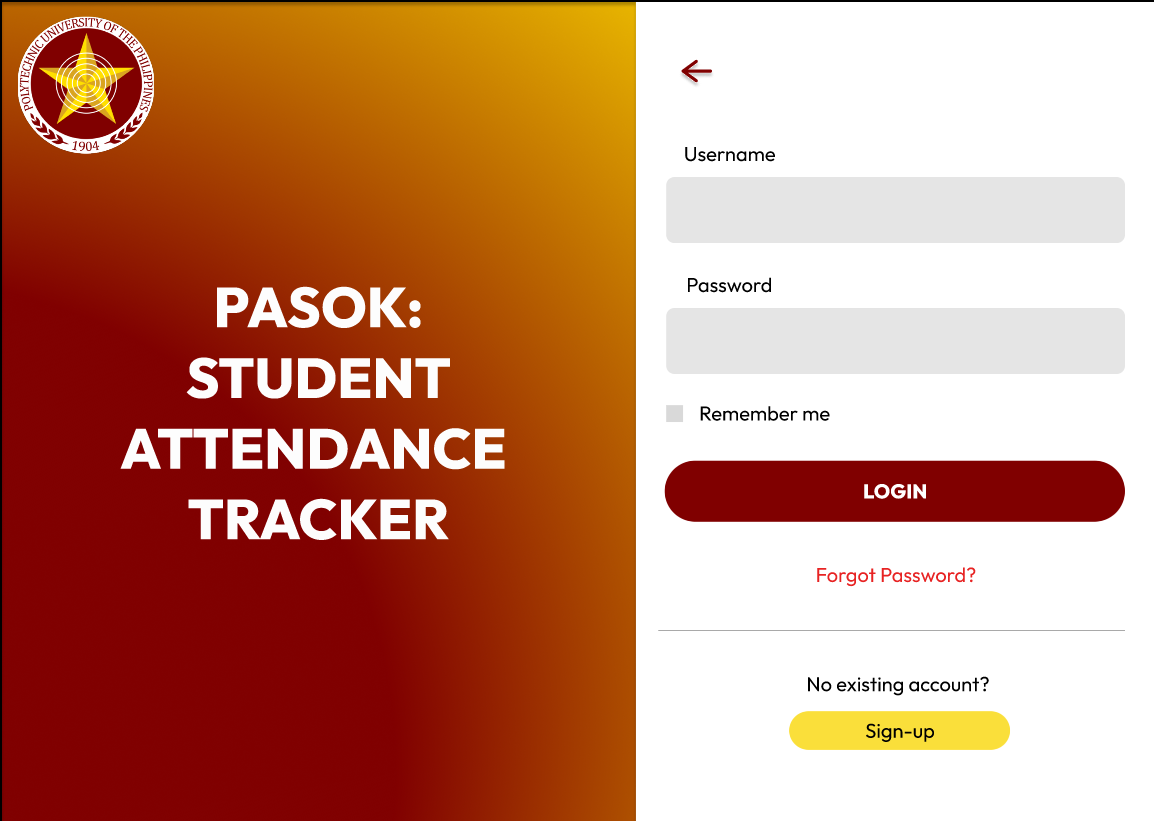 POLYTECHNIC UNIVERSITY OF THE PHILIPPINES
1904
PASOK:
STUDENT
ATTENDANCE
TRACKER
Username
Password
Remember me
LOGIN
Forgot Password?
No existing account?
Sign-up